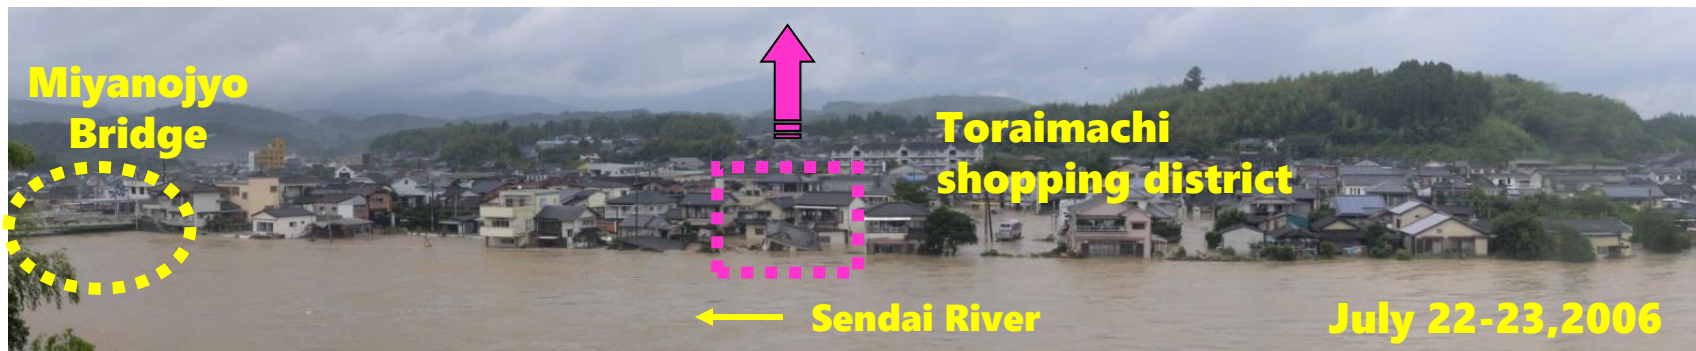 Miyanojyo
Bridge
Toraimachi
shopping district
Sendai River
July 22-23,2006